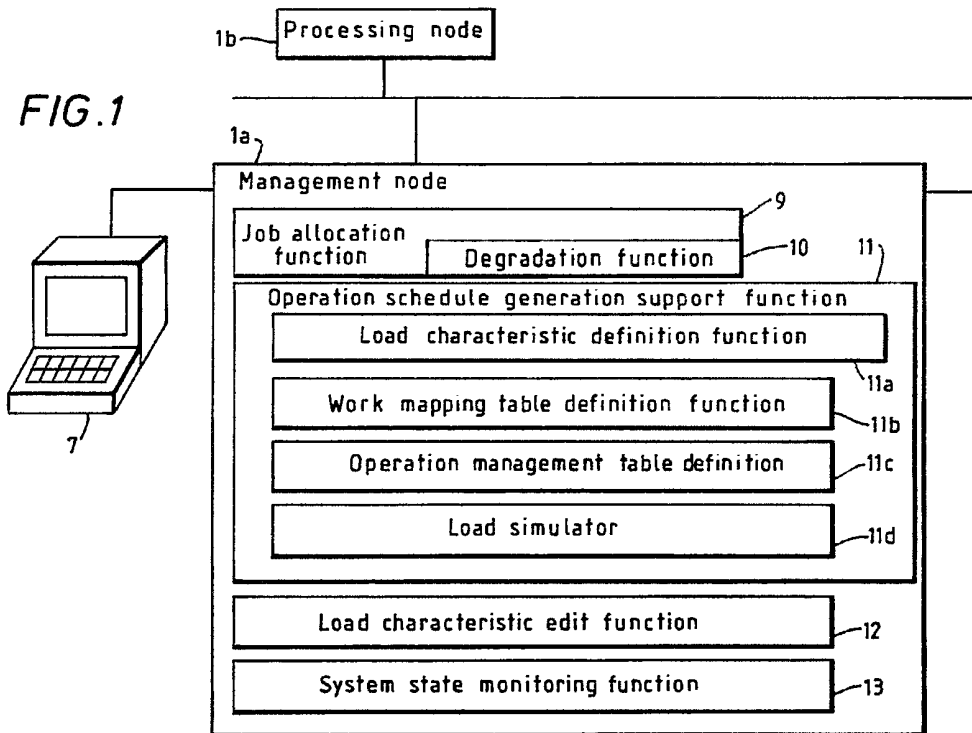 1b
Processing node
FIG.1
1a
Management node
9
Job allocation
function
Degradation function
10
11
Operation schedule generation support function
Load characteristic definition function
11a
Work mapping table definition function
11b
Operation management table definition
11c
Load simulator
11d
7
Load characteristic edit function
12
System state monitoring function
13